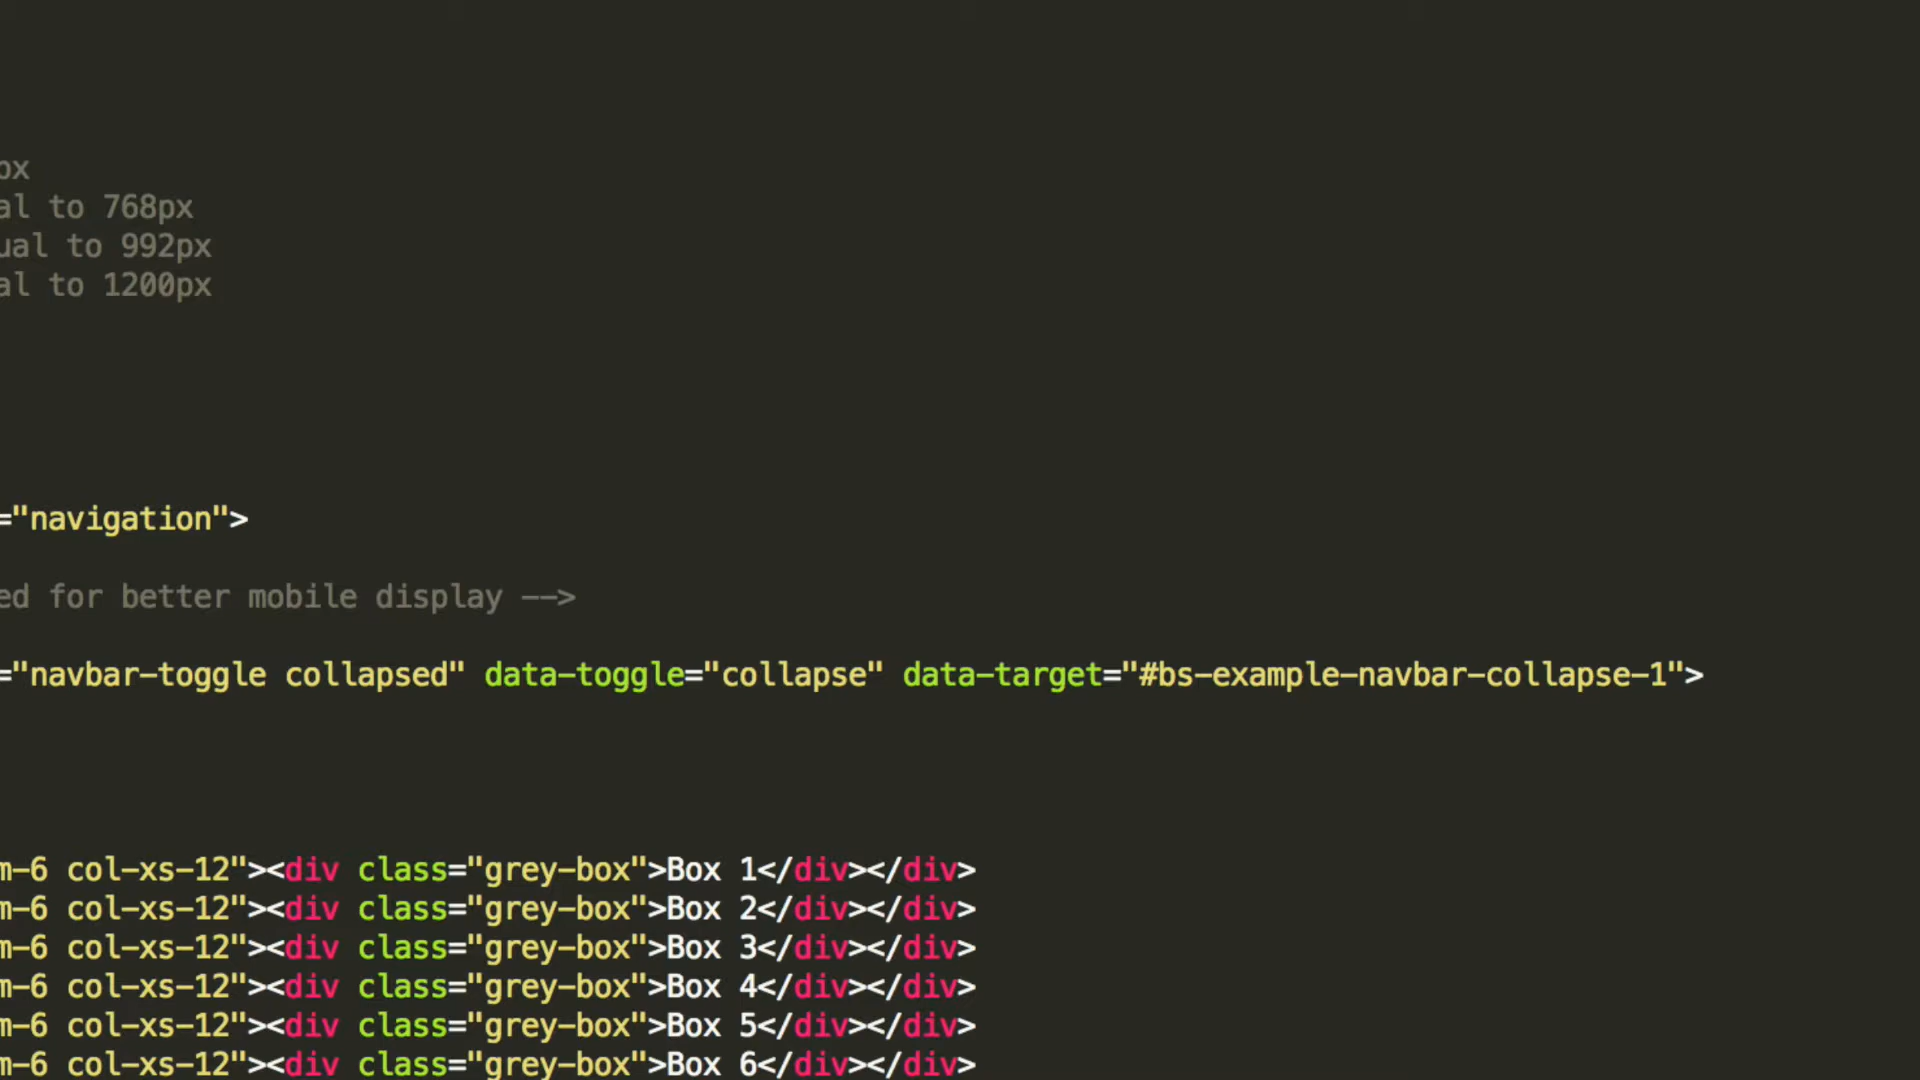 px
al to 768px
ual to 992px
al to 1200px
="navigation">
ed for better mobile display -->
="navbar-toggle collapsed" data-toggle="collapse" data-target="#bs-example-navbar-collapse-1">
m-6 col-xs-12"><div class="grey-box">Box 1</div></div>
m-6 col-xs-12"><div class="grey-box">Box 2</div></div>
m-6 col-xs-12"><div class="grey-box">Box 3</div></div>
m-6 col-xs-12"><div class="grey-box">Box 4</div></div>
m-6 col-xs-12"><div class="grey-box">Box 5</div></div>
m-6 col-xs-12"><div class="grey-box">Box 6</div></div>